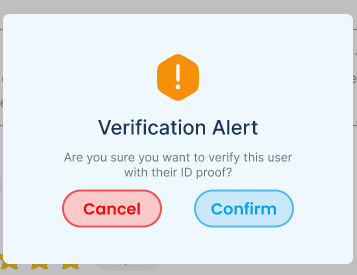 Verification Alert
Are you sure you want to verify this user
with their ID proof?
Cancel
Confirm